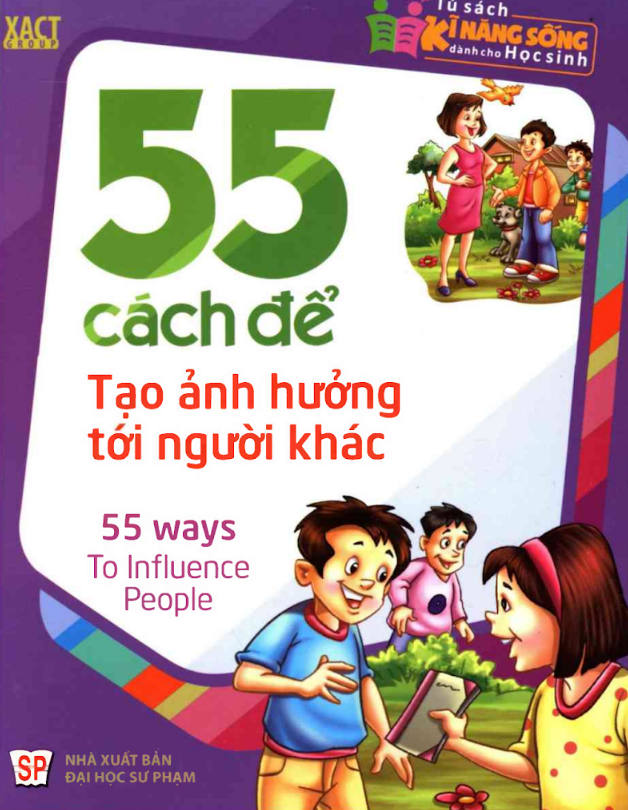 XACT
GROUP
Tủ sách
KĨ NĂNG SỐNG
dành cho Học sinh
55
cách để
Tạo ảnh hưởng
tới người khác
55 ways
To Influence
People
SP
NHÀ XUẤT BẢN
ĐẠI HỌC SƯ PHẠM